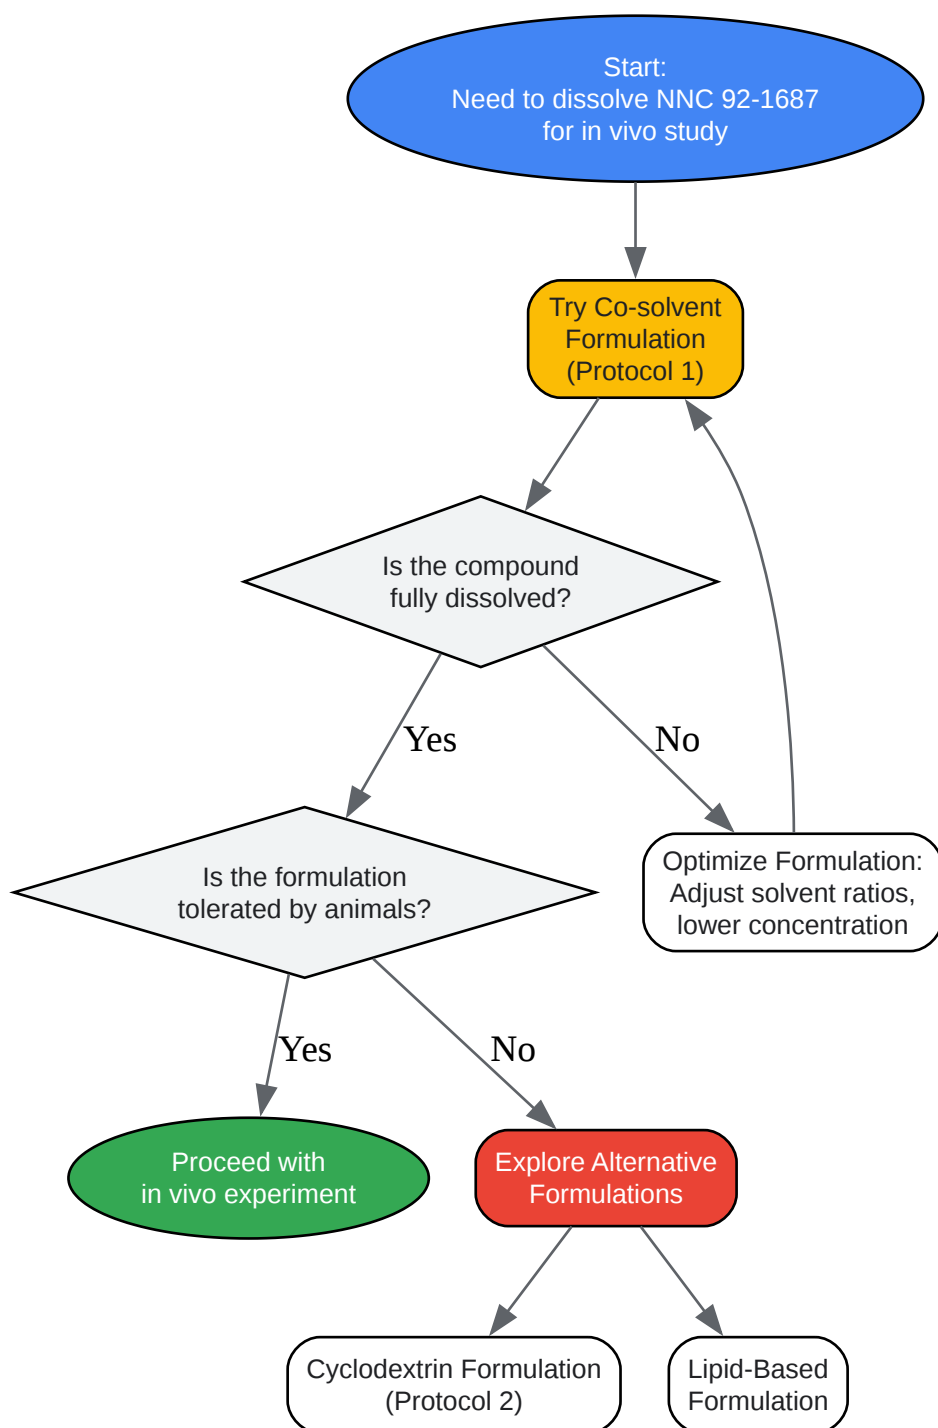 Start:
Need to dissolve NNC 92-1687
for in vivo study
Try Co-solvent
Formulation
(Protocol 1)
Is the compound
fully dissolved?
Yes
No
Optimize Formulation:
Adjust solvent ratios,
lower concentration
Is the formulation
tolerated by animals?
Yes
No
Proceed with
in vivo experiment
Explore Alternative
Formulations
Cyclodextrin Formulation
(Protocol 2)
Lipid-Based
Formulation